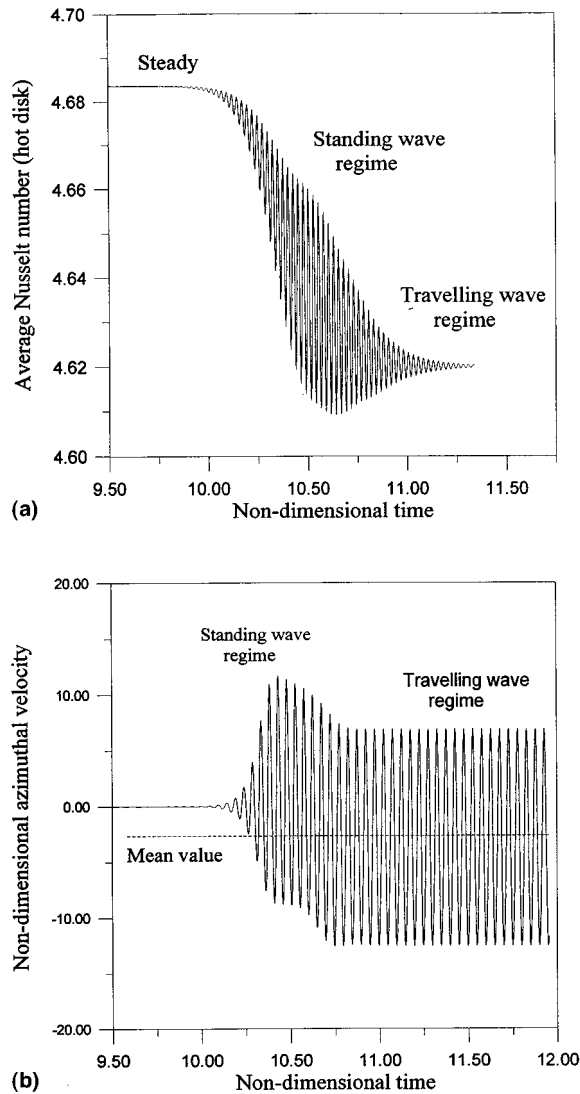 4.70
Steady
4.68
Standing wave
regime
4.66
Average Nusselt number (hot disk)
4.64
Travelling wave
regime
4.62
4.60
9.50 10.00 10.50 11.00 11.50
(a)
Non-dimensional time
20.00
Standing wave
regime
Travelling wave
regime
10.00
Non-dimensional azimuthal velocity
0.00
Mean value
-10.00
-20.00
9.50 10.00 10.50 11.00 11.50 12.00
(b)
Non-dimensional time